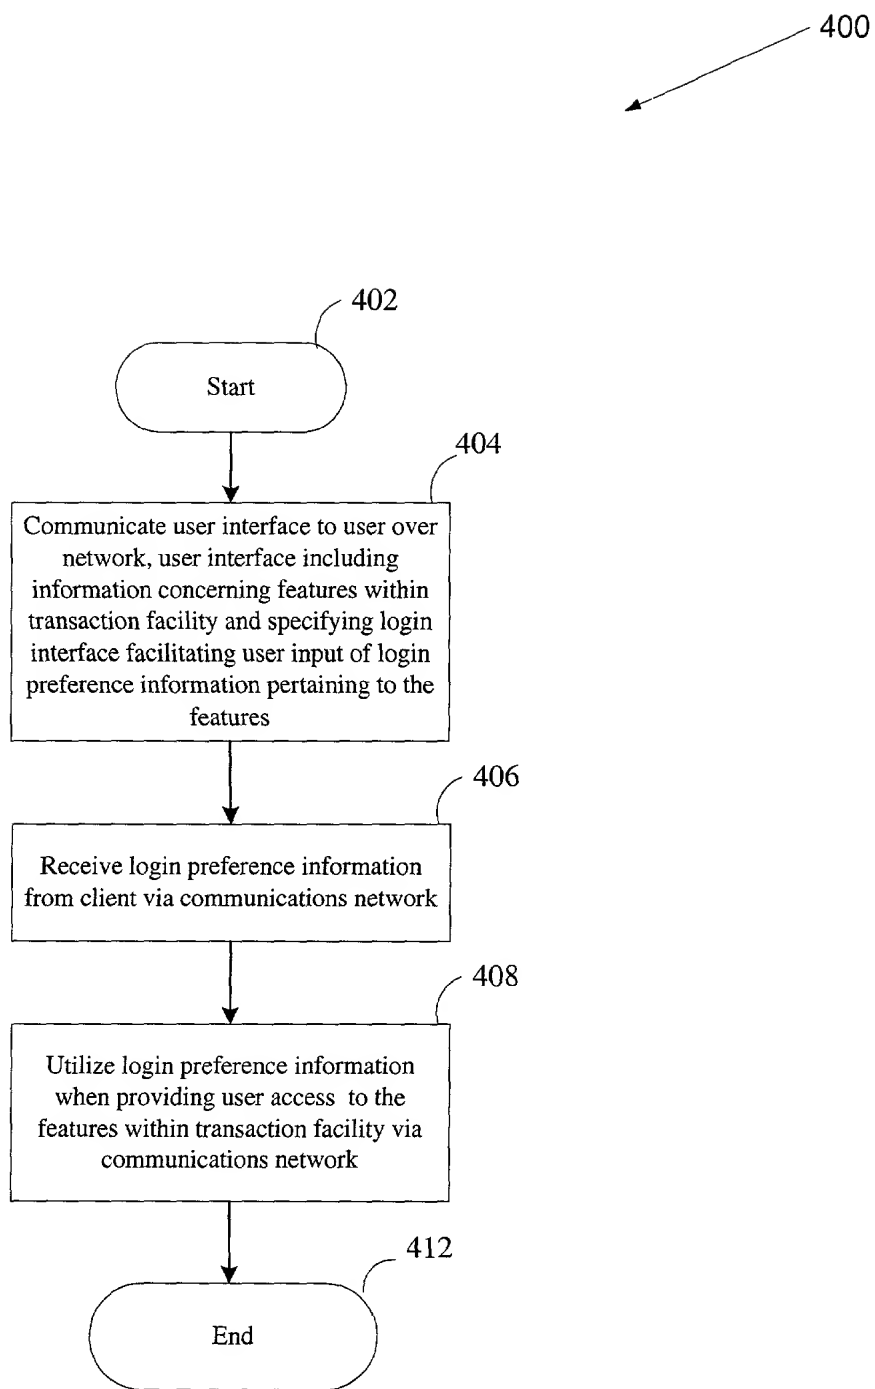 400
402
Start
404
Communicate user interface to user over
network, user interface including
information concerning features within
transaction facility and specifying login
interface facilitating user input of login
preference information pertaining to the
features
406
Receive login preference information
from client via communications network
408
Utilize login preference information
when providing user access to the
features within transaction facility via
communications network
412
End